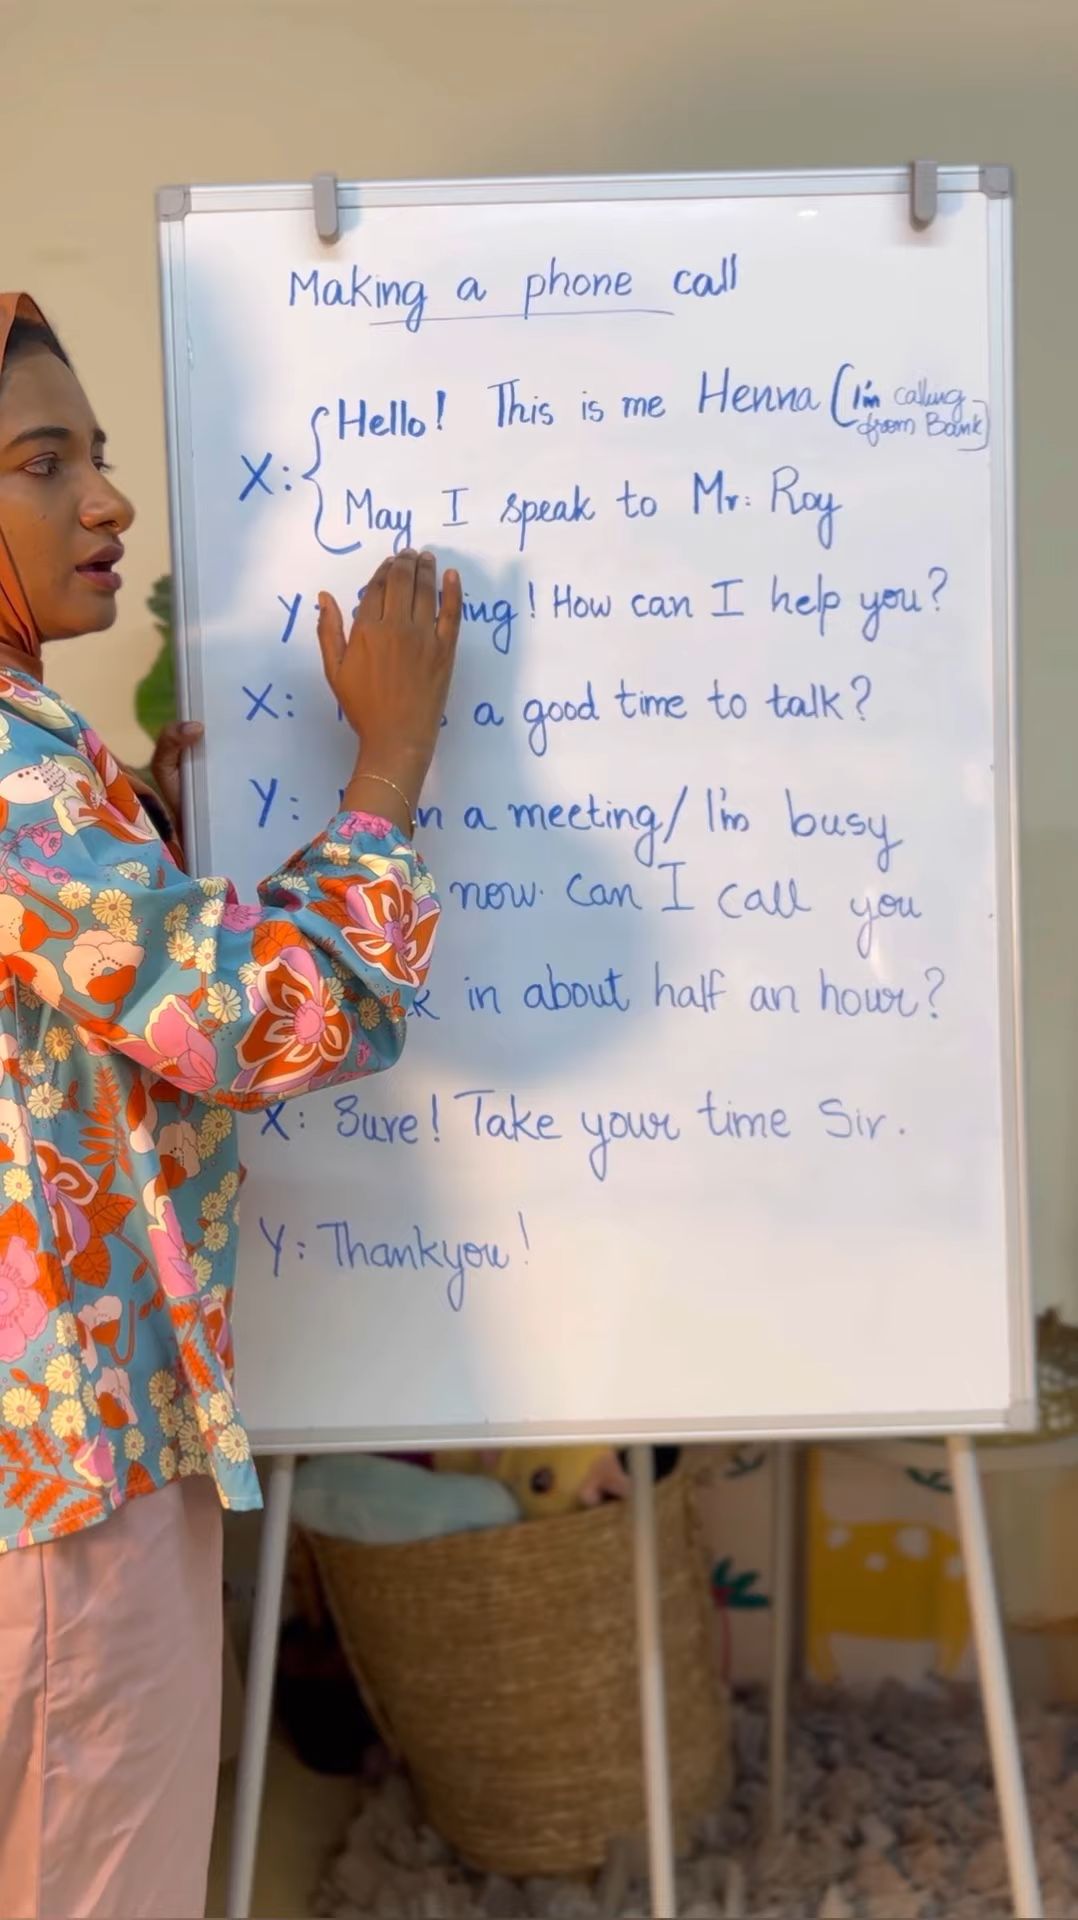 Making a phone call
Hello! This is me Henna (I'm calling
from Bank)
X:
May I speak to Mr. Roy
Y: ing! How can I help you?
X: a good time to talk?
Y: n a meeting/I'm busy
now. Can I call you
k in about half an hour?
X: Sure! Take your time Sir.
Y: Thankyou!